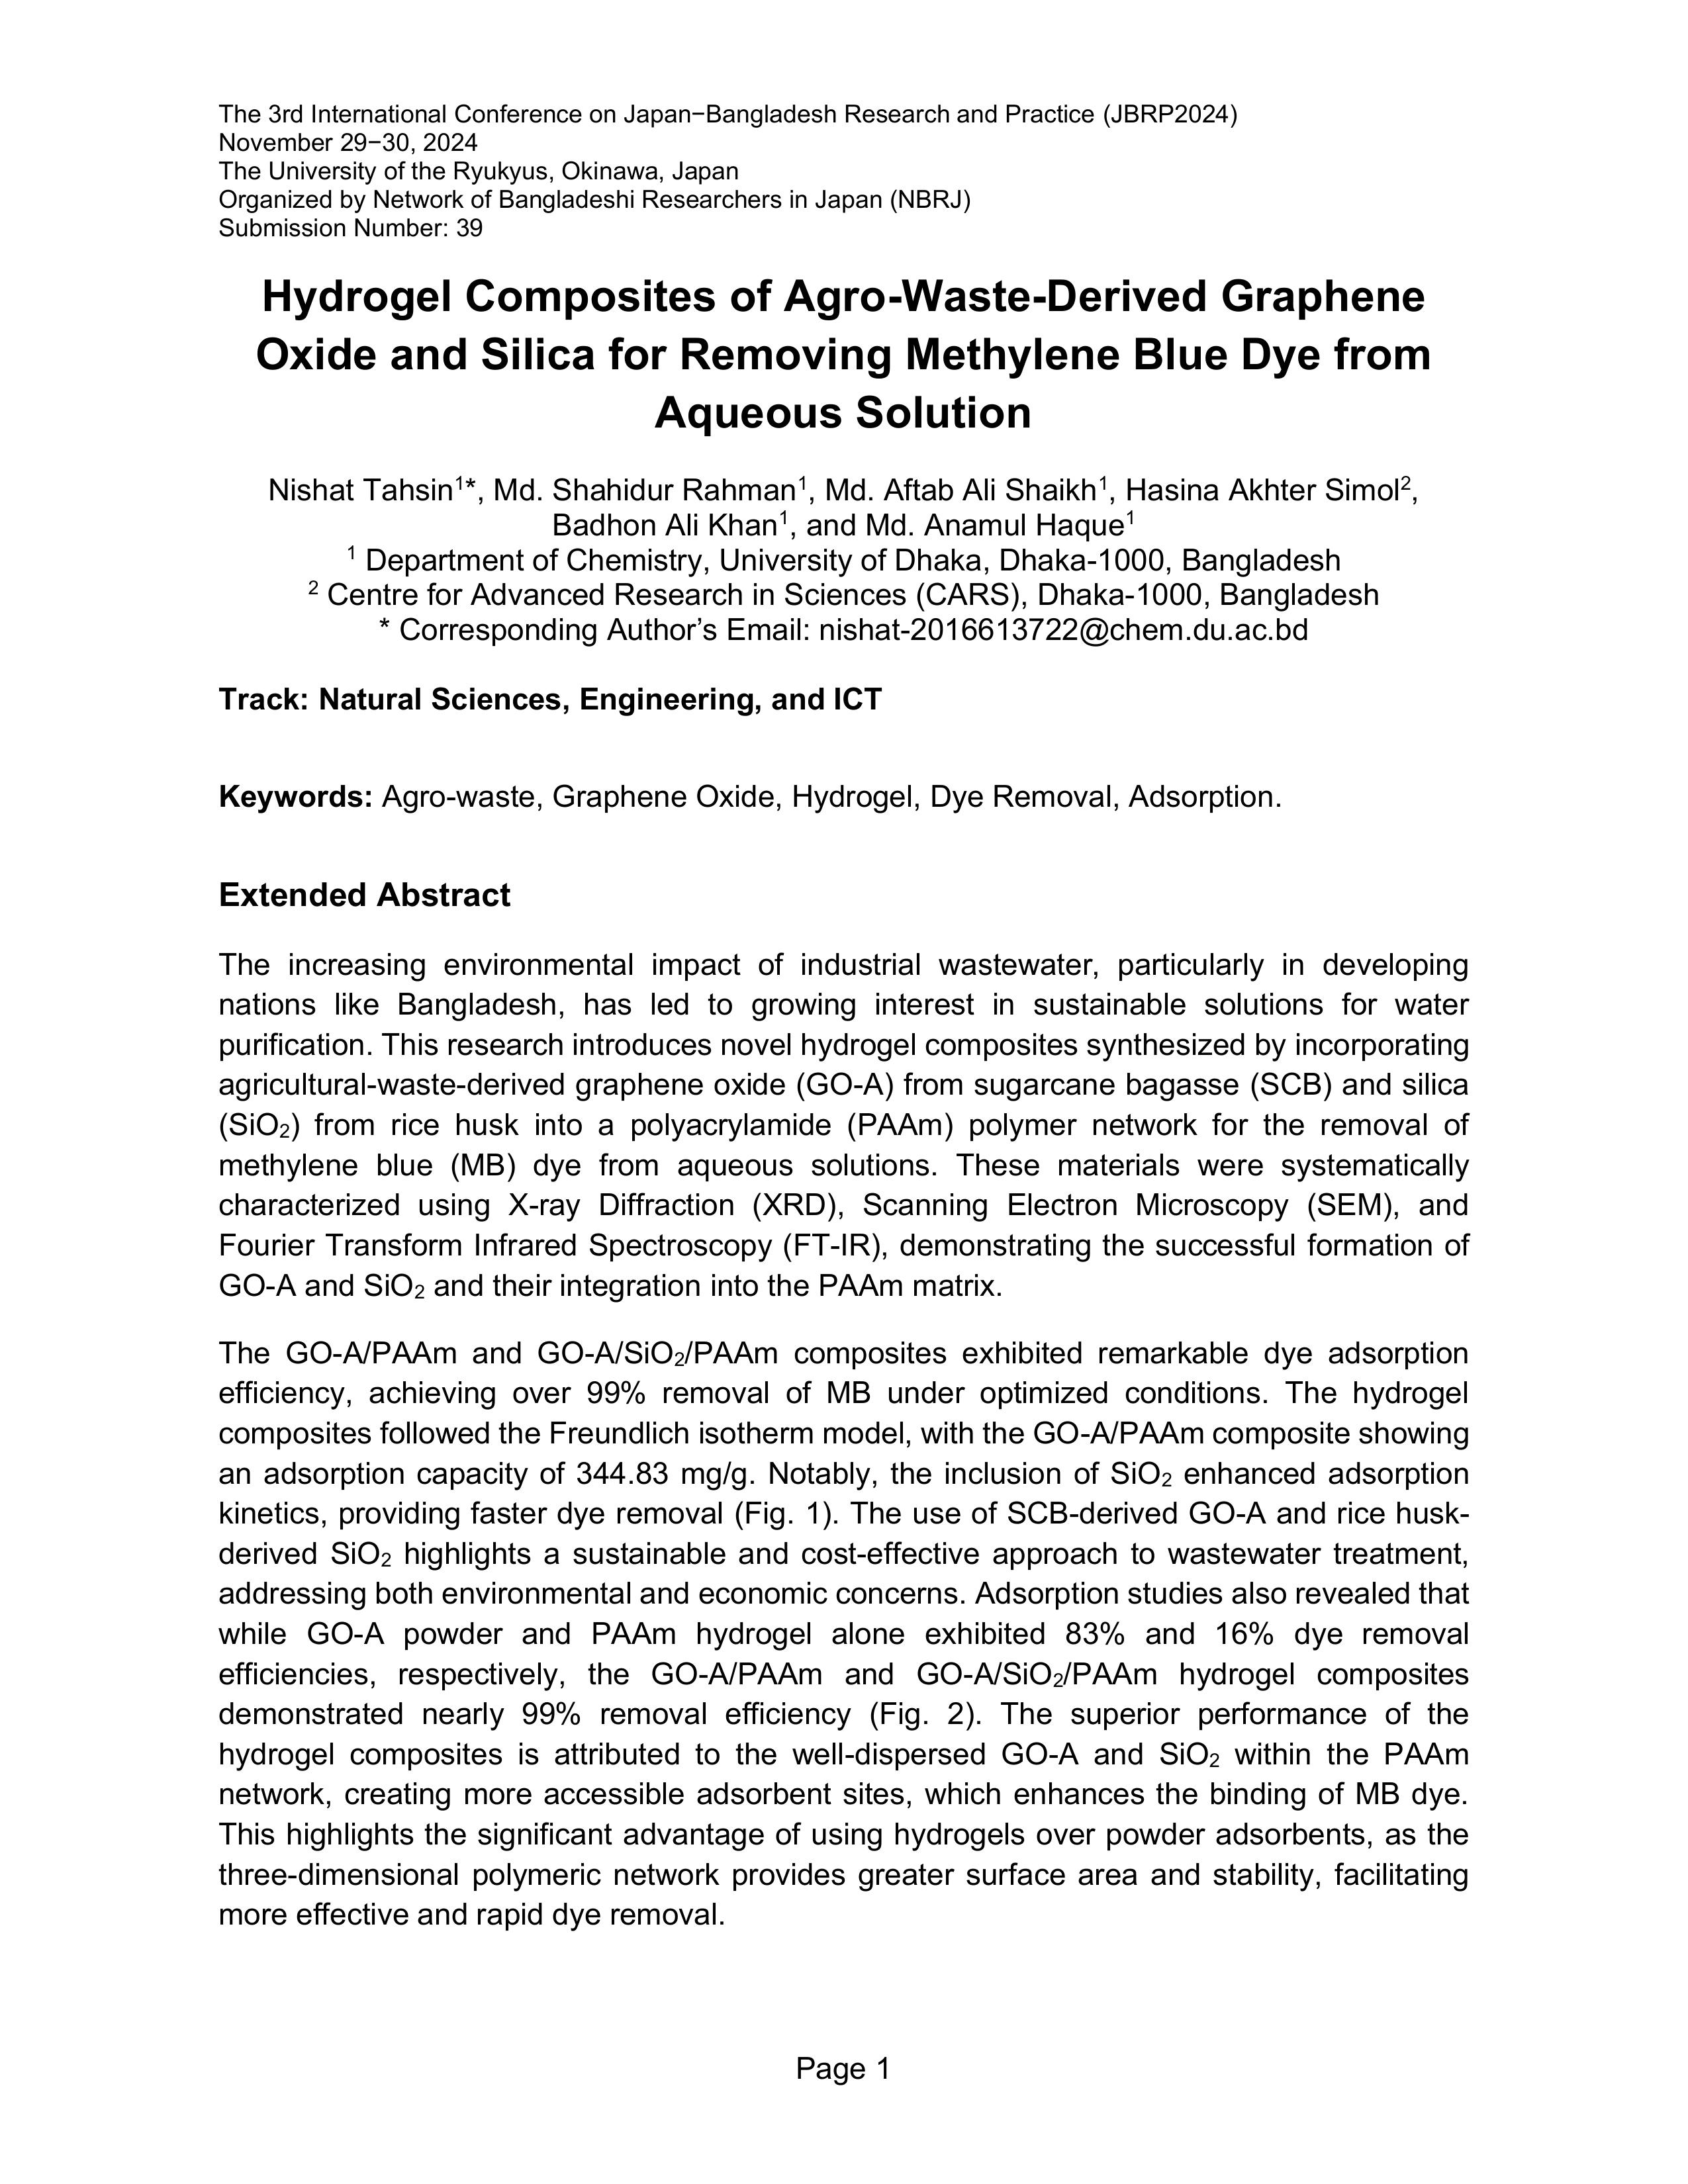 The 3rd International Conference on Japan−Bangladesh Research and Practice (JBRP2024)
November 29−30, 2024
The University of the Ryukyus, Okinawa, Japan
Organized by Network of Bangladeshi Researchers in Japan (NBRJ)
Submission Number: 39
Hydrogel Composites of Agro-Waste-Derived Graphene
Oxide and Silica for Removing Methylene Blue Dye from
Aqueous Solution
Nishat Tahsin¹*, Md. Shahidur Rahman¹, Md. Aftab Ali Shaikh¹, Hasina Akhter Simol²,
Badhon Ali Khan¹, and Md. Anamul Haque¹
¹ Department of Chemistry, University of Dhaka, Dhaka-1000, Bangladesh
² Centre for Advanced Research in Sciences (CARS), Dhaka-1000, Bangladesh
* Corresponding Author’s Email: nishat-2016613722@chem.du.ac.bd
Track: Natural Sciences, Engineering, and ICT
Keywords: Agro-waste, Graphene Oxide, Hydrogel, Dye Removal, Adsorption.
Extended Abstract
The increasing environmental impact of industrial wastewater, particularly in developing
nations like Bangladesh, has led to growing interest in sustainable solutions for water
purification. This research introduces novel hydrogel composites synthesized by incorporating
agricultural-waste-derived graphene oxide (GO-A) from sugarcane bagasse (SCB) and silica
(SiO₂) from rice husk into a polyacrylamide (PAAm) polymer network for the removal of
methylene blue (MB) dye from aqueous solutions. These materials were systematically
characterized using X-ray Diffraction (XRD), Scanning Electron Microscopy (SEM), and
Fourier Transform Infrared Spectroscopy (FT-IR), demonstrating the successful formation of
GO-A and SiO₂ and their integration into the PAAm matrix.
The GO-A/PAAm and GO-A/SiO₂/PAAm composites exhibited remarkable dye adsorption
efficiency, achieving over 99% removal of MB under optimized conditions. The hydrogel
composites followed the Freundlich isotherm model, with the GO-A/PAAm composite showing
an adsorption capacity of 344.83 mg/g. Notably, the inclusion of SiO₂ enhanced adsorption
kinetics, providing faster dye removal (Fig. 1). The use of SCB-derived GO-A and rice husk-
derived SiO₂ highlights a sustainable and cost-effective approach to wastewater treatment,
addressing both environmental and economic concerns. Adsorption studies also revealed that
while GO-A powder and PAAm hydrogel alone exhibited 83% and 16% dye removal
efficiencies, respectively, the GO-A/PAAm and GO-A/SiO₂/PAAm hydrogel composites
demonstrated nearly 99% removal efficiency (Fig. 2). The superior performance of the
hydrogel composites is attributed to the well-dispersed GO-A and SiO₂ within the PAAm
network, creating more accessible adsorbent sites, which enhances the binding of MB dye.
This highlights the significant advantage of using hydrogels over powder adsorbents, as the
three-dimensional polymeric network provides greater surface area and stability, facilitating
more effective and rapid dye removal.
Page 1